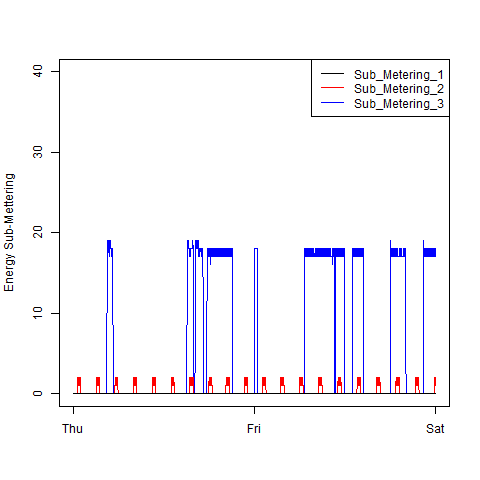 40
30
20
10
0
Energy Sub-Mettering
Sub_Metering_1
Sub_Metering_2
Sub_Metering_3
Thu Fri Sat